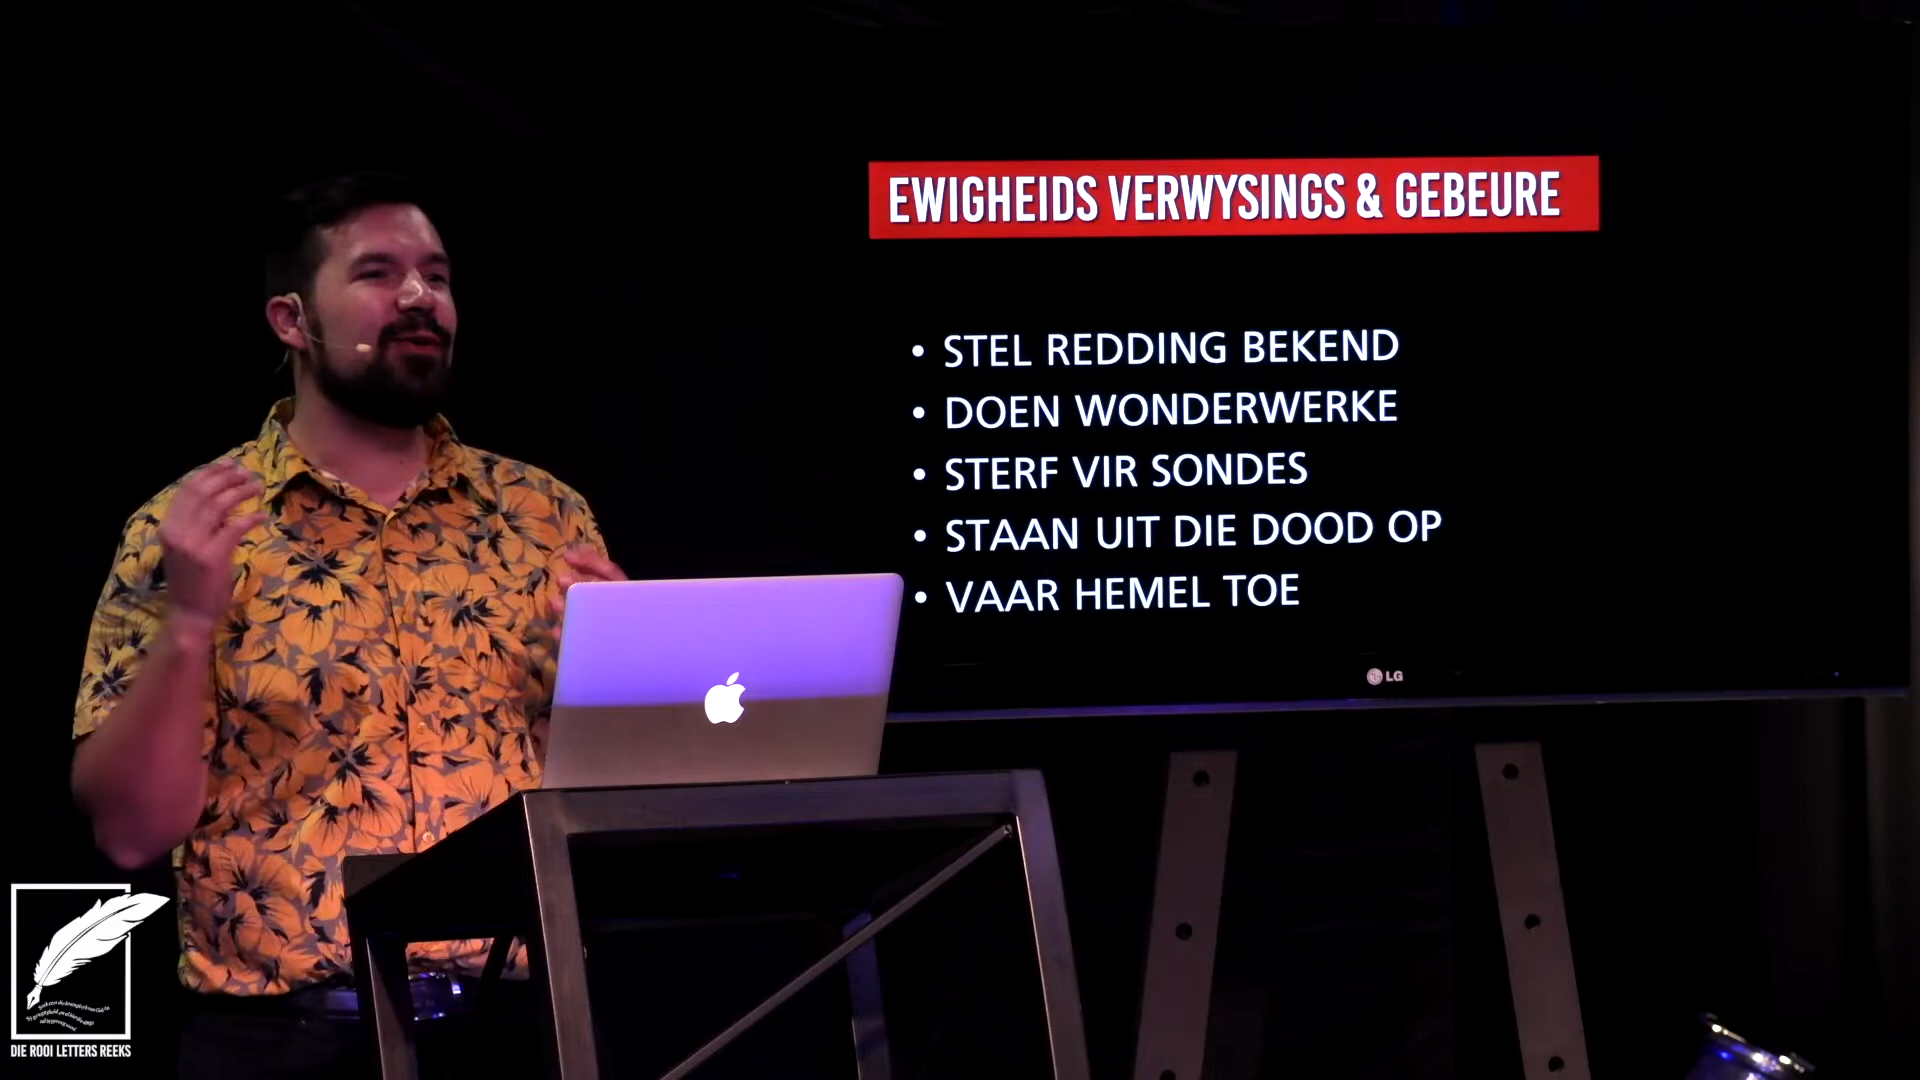 EWIGHEIDS VERWYSINGS & GEBEURE
• STEL REDDING BEKEND
• DOEN WONDERWERKE
• STERF VIR SONDES
• STAAN UIT DIE DOOD OP
• VAAR HEMEL TOE
LG
DIE ROOI LETTERS REEKS